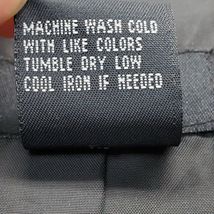 MACHINE WASH COLD
WITH LIKE COLORS
TUMBLE DRY LOW
COOL IRON IF NEEDED